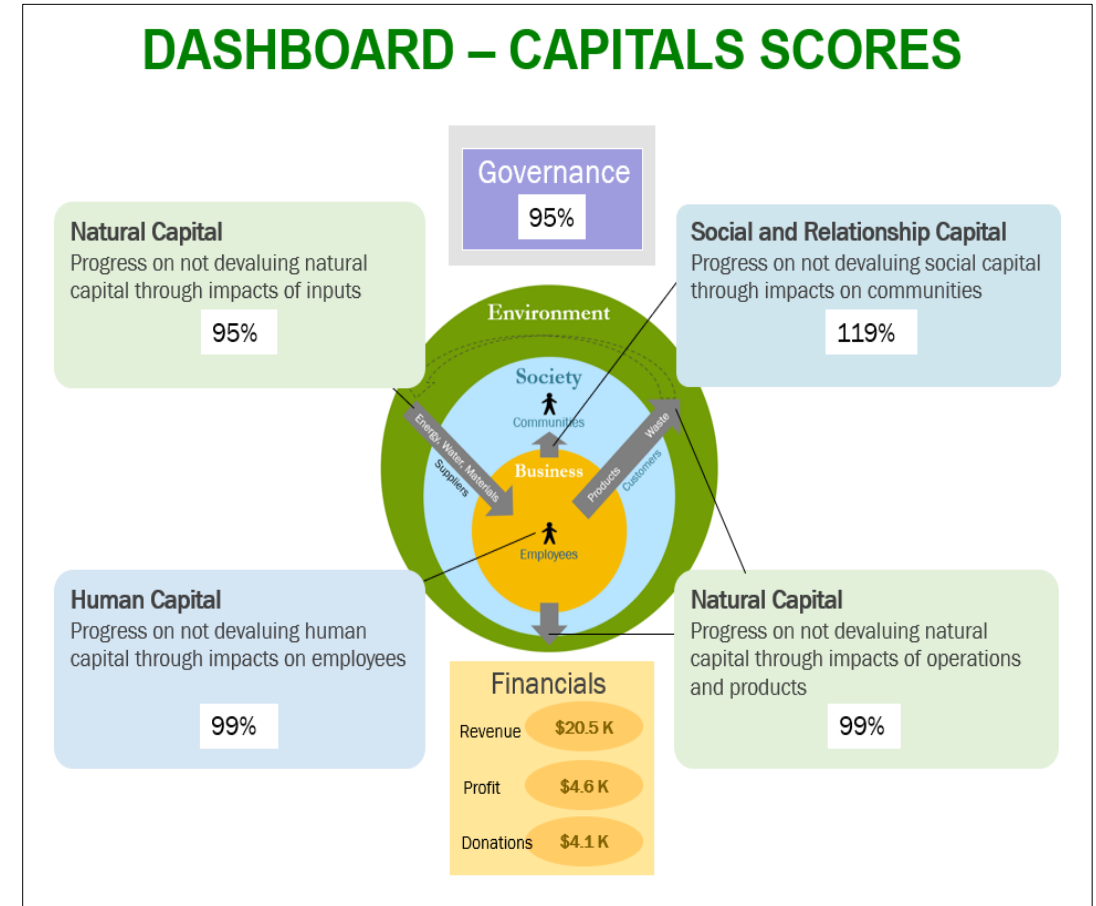 DASHBOARD – CAPITALS SCORES
Governance
95%
Natural Capital
Progress on not devaluing natural
capital through impacts of inputs
95%
Social and Relationship Capital
Progress on not devaluing social capital
through impacts on communities
119%
Environment
Society
Communities
Business
Employees
Energy, Water, Materials
Suppliers
Products
Waste
Customers
Human Capital
Progress on not devaluing human
capital through impacts on employees
99%
Natural Capital
Progress on not devaluing natural
capital through impacts of operations
and products
99%
Financials
Revenue $20.5 K
Profit $4.6 K
Donations $4.1 K